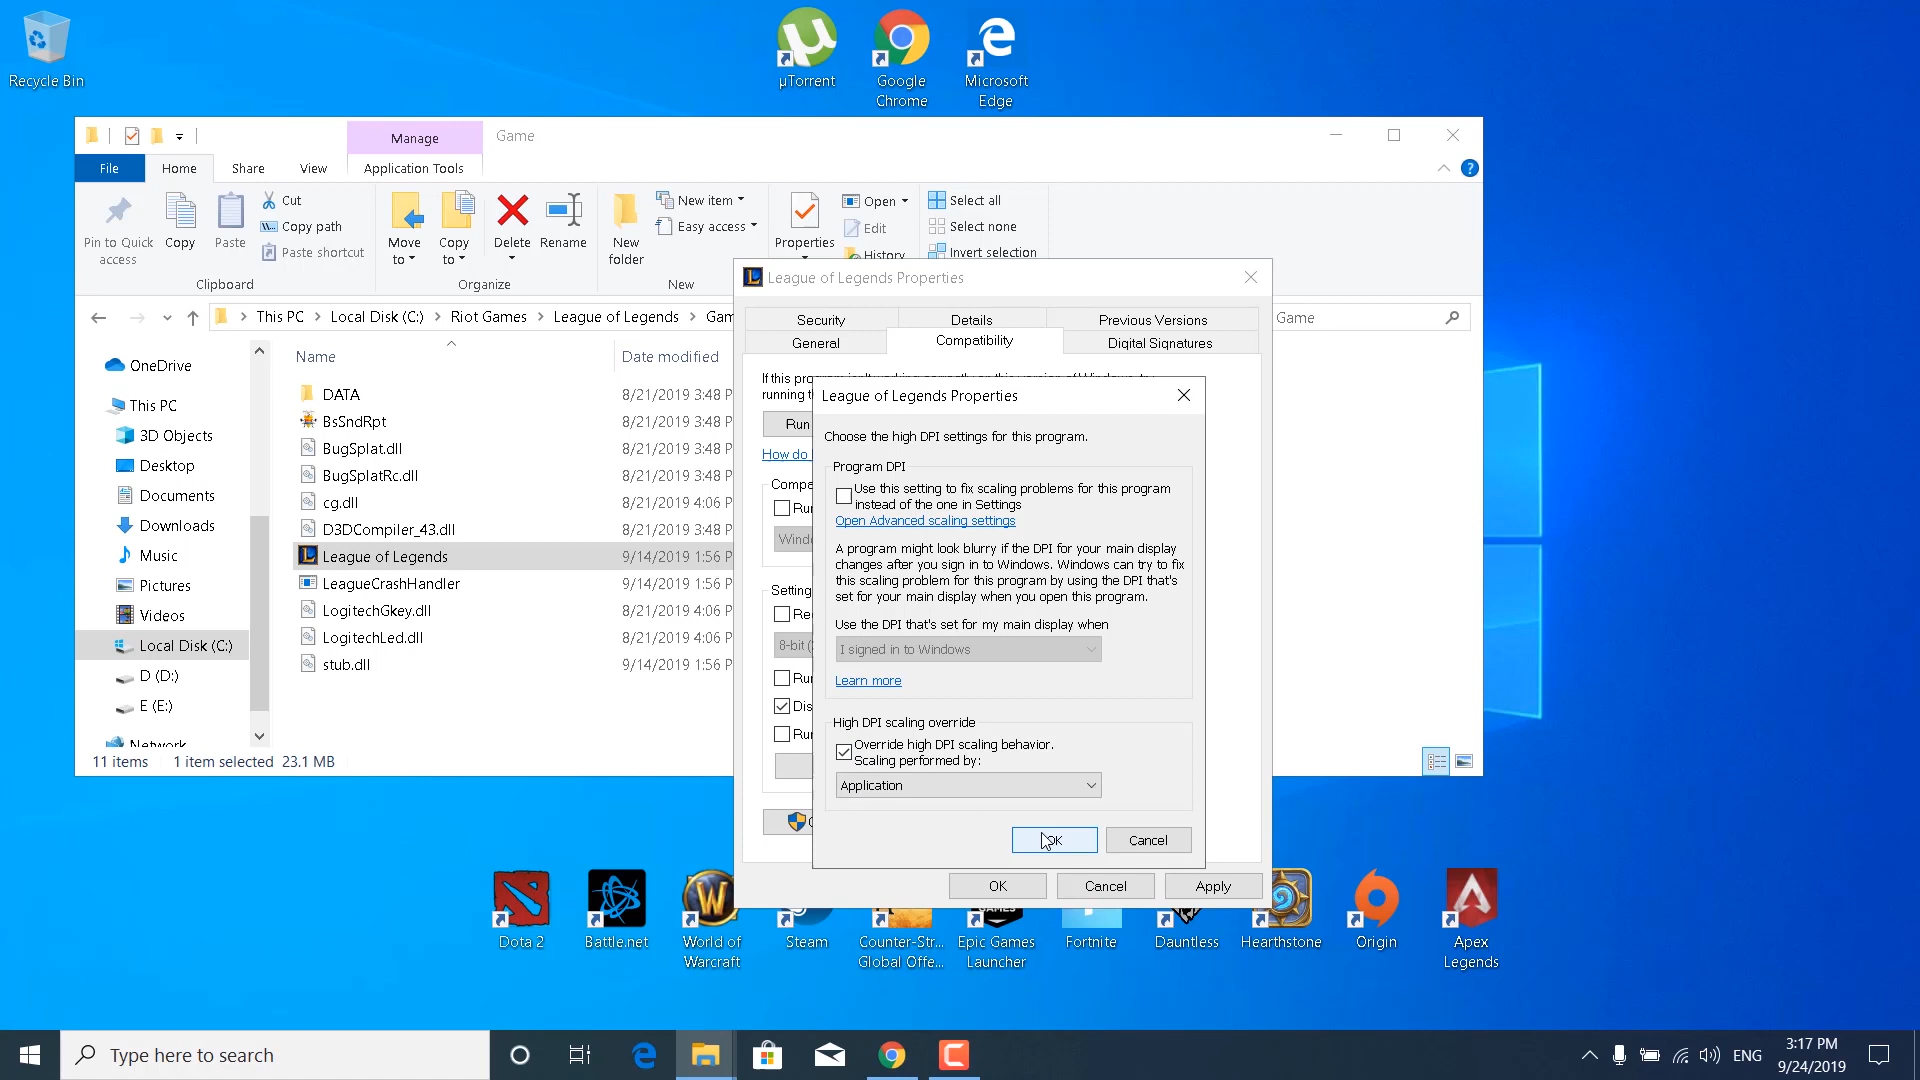 Recycle Bin
µTorrent
Google
Chrome
Microsoft
Edge
Manage
Game
File
Home
Share
View
Application Tools
Pin to Quick
access
Copy
Paste
Cut
Copy path
Paste shortcut
Clipboard
Move
to
Copy
to
Delete
Rename
Organize
New
folder
New item
Easy access
New
Properties
Open
Edit
History
Select all
Select none
Invert selection
This PC
Local Disk (C:)
Riot Games
League of Legends
Game
OneDrive
This PC
3D Objects
Desktop
Documents
Downloads
Music
Pictures
Videos
Local Disk (C:)
D (D:)
E (E:)
Network
Name
Date modified
DATA
8/21/2019 3:48 P
BsSndRpt
8/21/2019 3:48 P
BugSplat.dll
8/21/2019 3:48 P
BugSplatRc.dll
8/21/2019 3:48 P
cg.dll
8/21/2019 4:06 P
D3DCompiler_43.dll
8/21/2019 3:48 P
League of Legends
9/14/2019 1:56 P
LeagueCrashHandler
9/14/2019 1:56 P
LogitechGkey.dll
8/21/2019 4:06 P
LogitechLed.dll
8/21/2019 4:06 P
stub.dll
9/14/2019 1:56 P
11 items
1 item selected 23.1 MB
League of Legends Properties
Security
Details
Previous Versions
General
Compatibility
Digital Signatures
If this
running
Run
How do
8-bit
OK
Cancel
Apply
League of Legends Properties
Choose the high DPI settings for this program.
Program DPI
Use this setting to fix scaling problems for this program
instead of the one in Settings
Open Advanced scaling settings
A program might look blurry if the DPI for your main display
changes after you sign in to Windows. Windows can try to fix
this scaling problem for this program by using the DPI that's
set for your main display when you open this program.
Use the DPI that's set for my main display when
I signed in to Windows
Learn more
High DPI scaling override
Override high DPI scaling behavior.
Scaling performed by:
Application
OK
Cancel
Dota 2
Battle.net
World of
Warcraft
Steam
Counter-Str...
Global Offe...
Epic Games
Launcher
Fortnite
Dauntless
Hearthstone
Origin
Apex
Legends
Type here to search
ENG
3:17 PM
9/24/2019